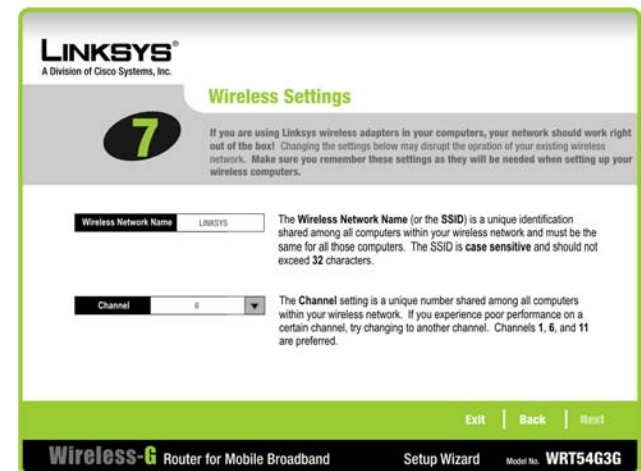 LINKSYS®
A Division of Cisco Systems, Inc.
Wireless Settings
7
If you are using Linksys wireless adapters in your computers, your network should work right
out of the box! Changing the settings below may disrupt the opration of your existing wireless
network. Make sure you remember these settings as they will be needed when setting up your
wireless computers.
Wireless Network Name
LINKSYS
The Wireless Network Name (or the SSID) is a unique identification
shared among all computers within your wireless network and must be the
same for all those computers. The SSID is case sensitive and should not
exceed 32 characters.
Channel
6
The Channel setting is a unique number shared among all computers
within your wireless network. If you experience poor performance on a
certain channel, try changing to another channel. Channels 1, 6, and 11
are preferred.
Exit | Back | Next
Wireless-G Router for Mobile Broadband Setup Wizard Model No. WRT54G3G